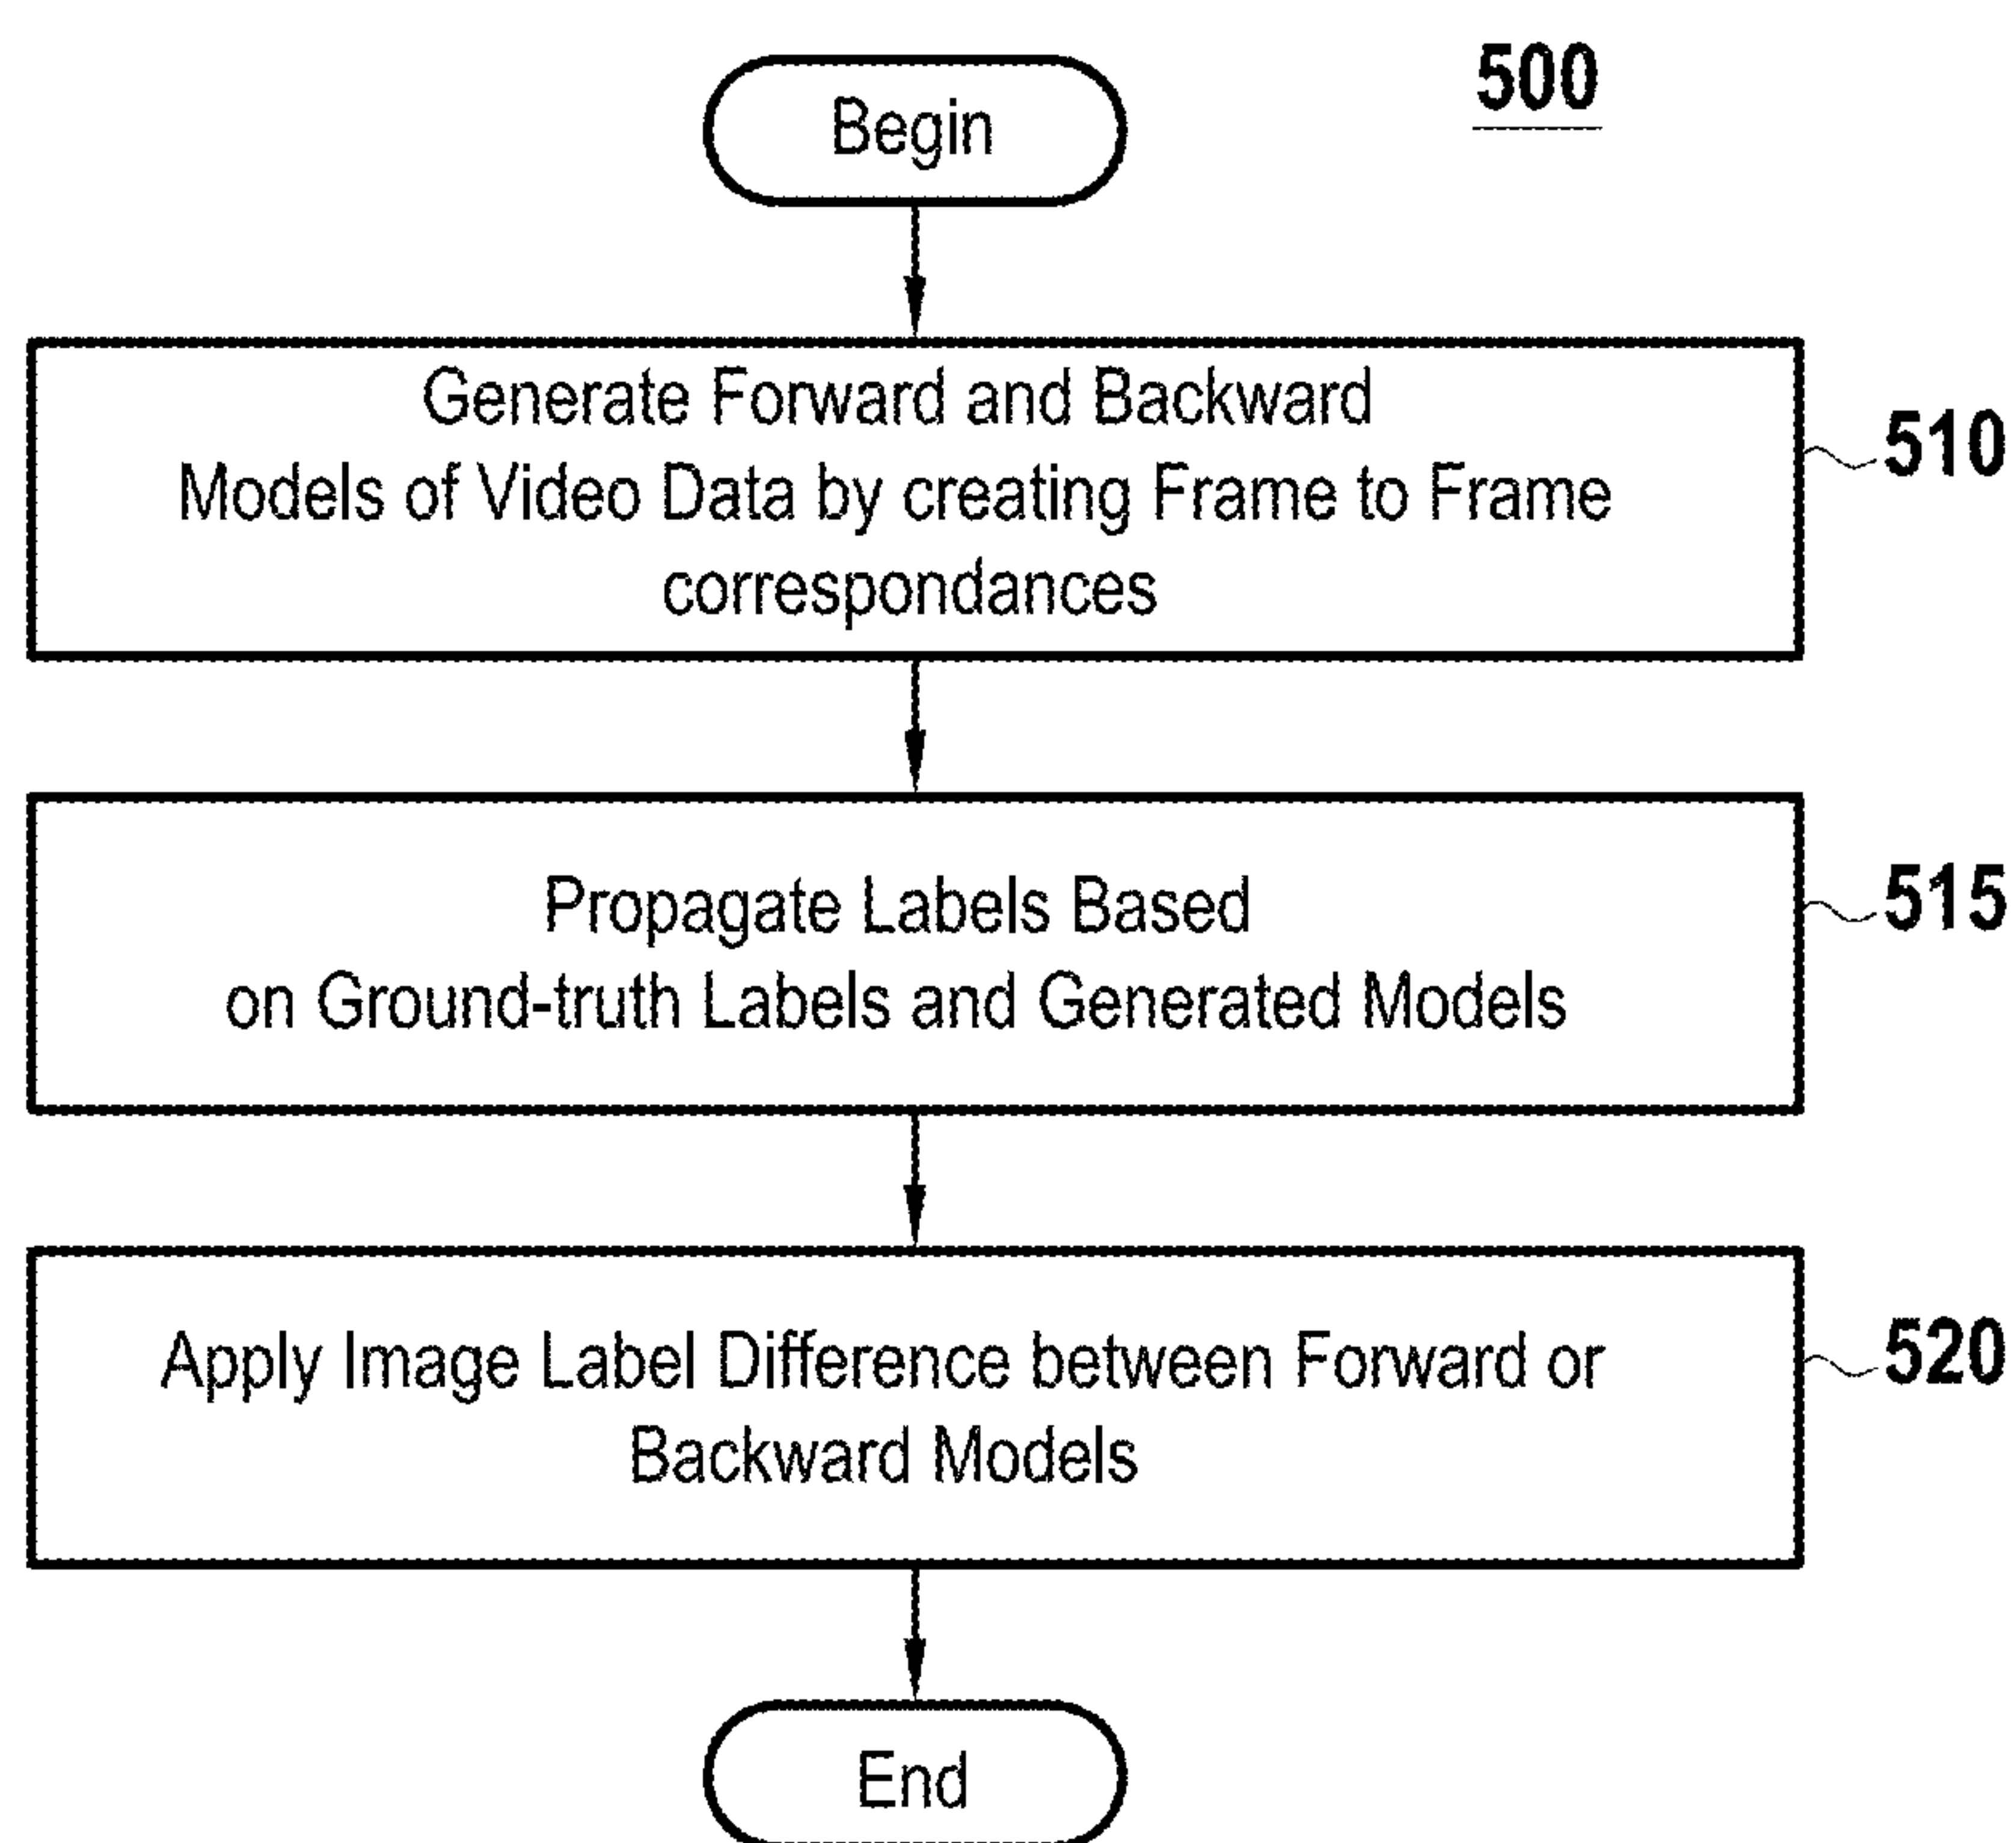 500
Begin
Generate Forward and Backward
Models of Video Data by creating Frame to Frame
correspondances
510
Propagate Labels Based
on Ground-truth Labels and Generated Models
515
Apply Image Label Difference between Forward or
Backward Models
520
End